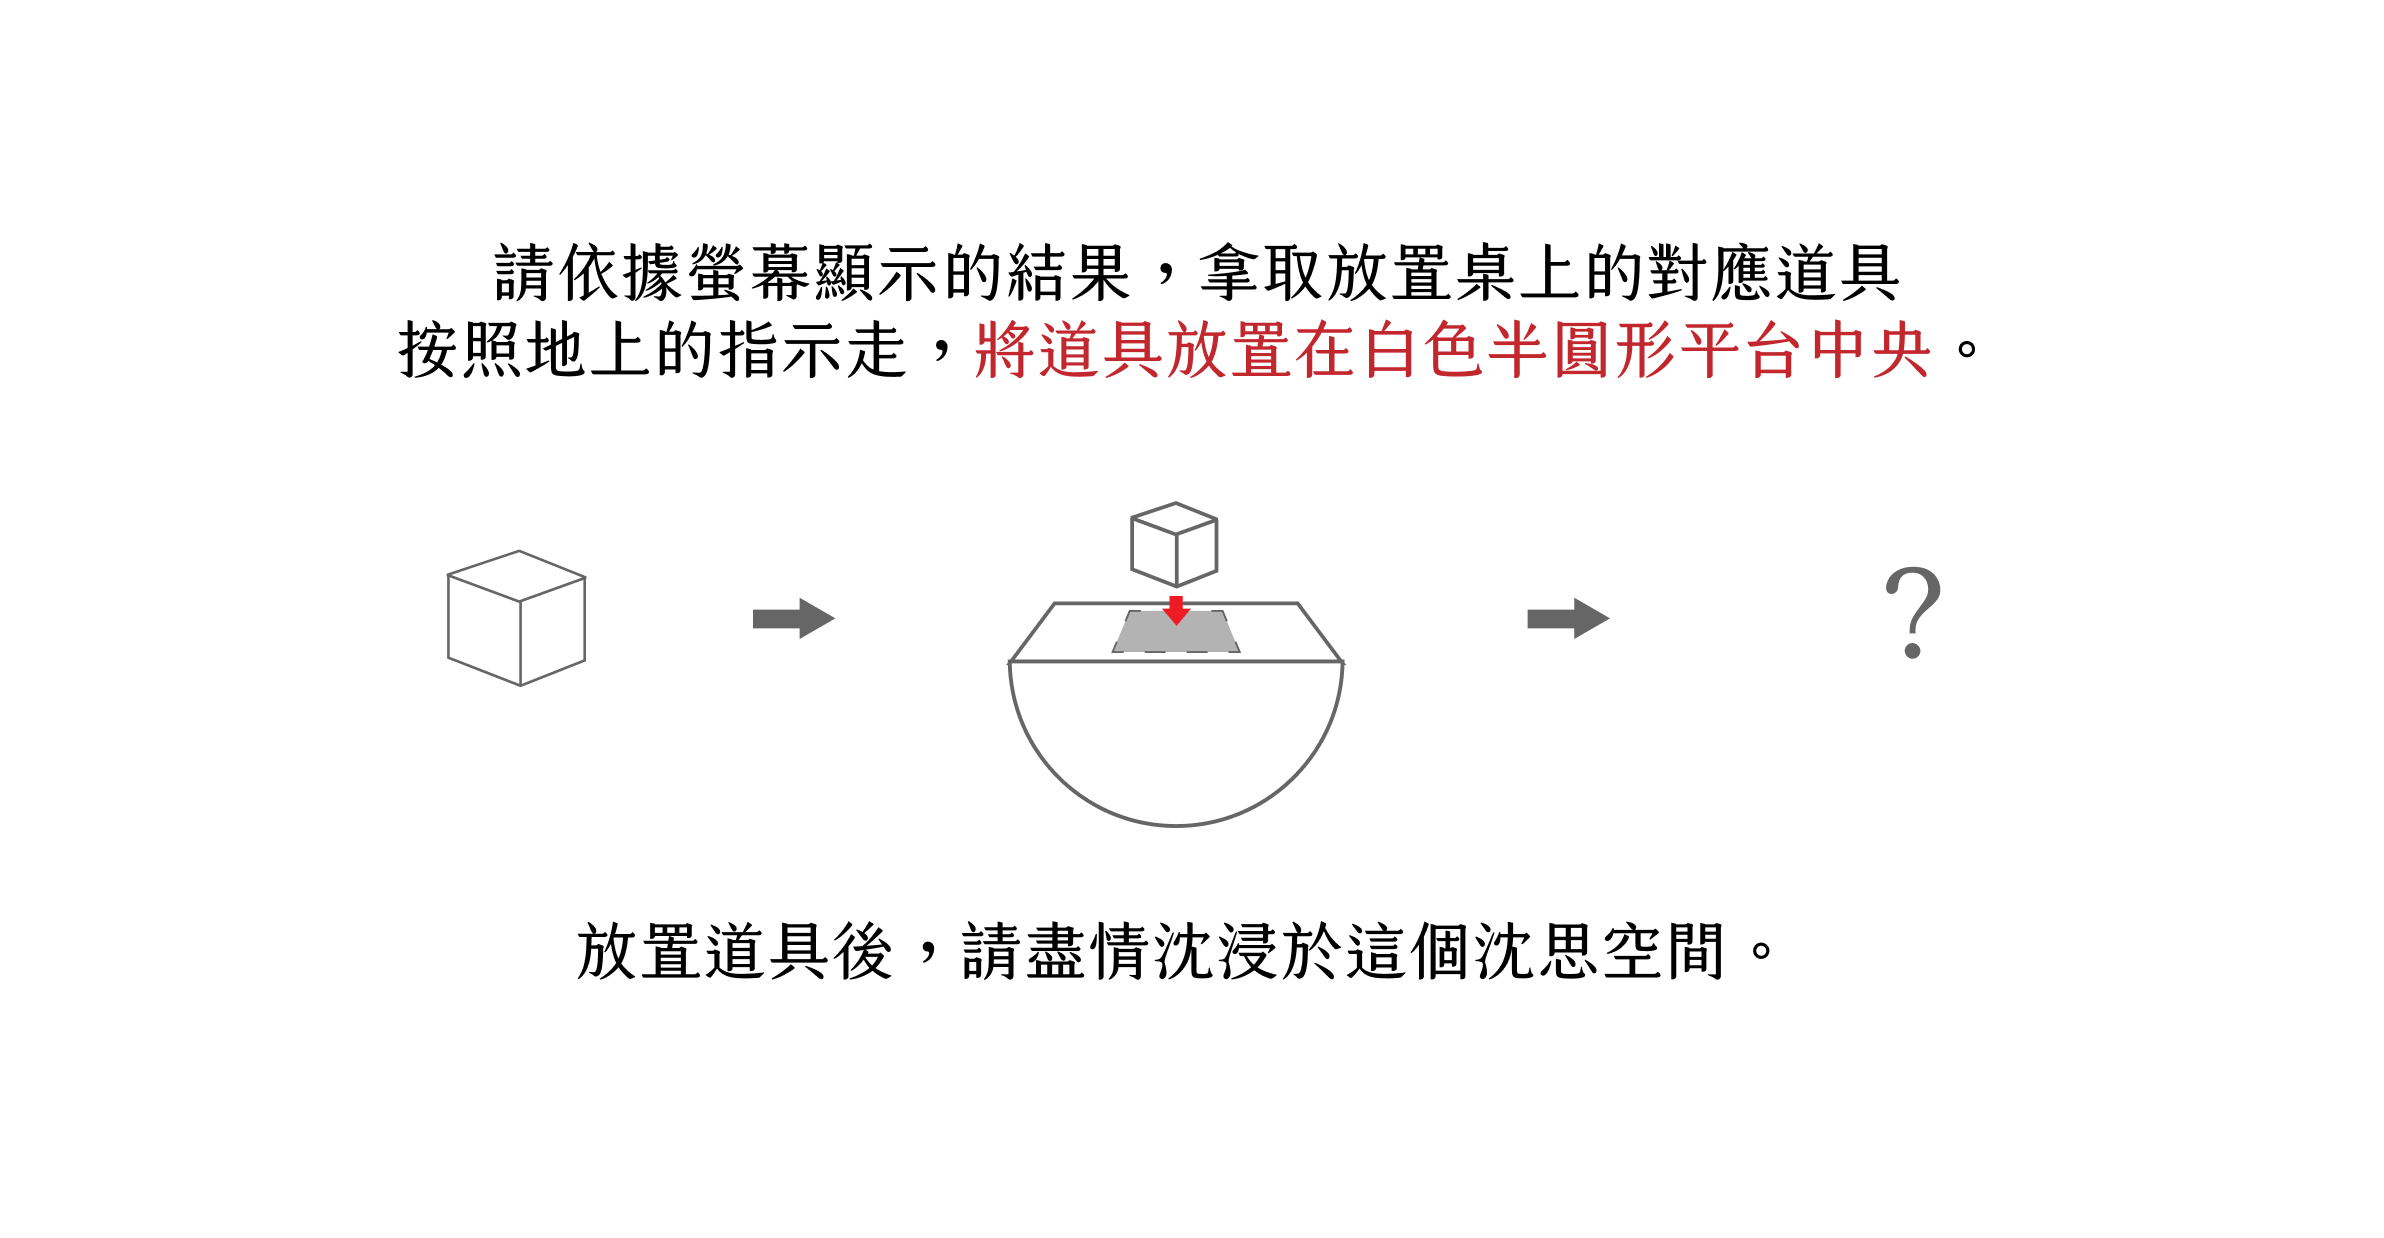 請依據螢幕顯示的結果，拿取放置桌上的對應道具
按照地上的指示走，將道具放置在白色半圓形平台中央。
?
放置道具後，請盡情沈浸於這個沈思空間。